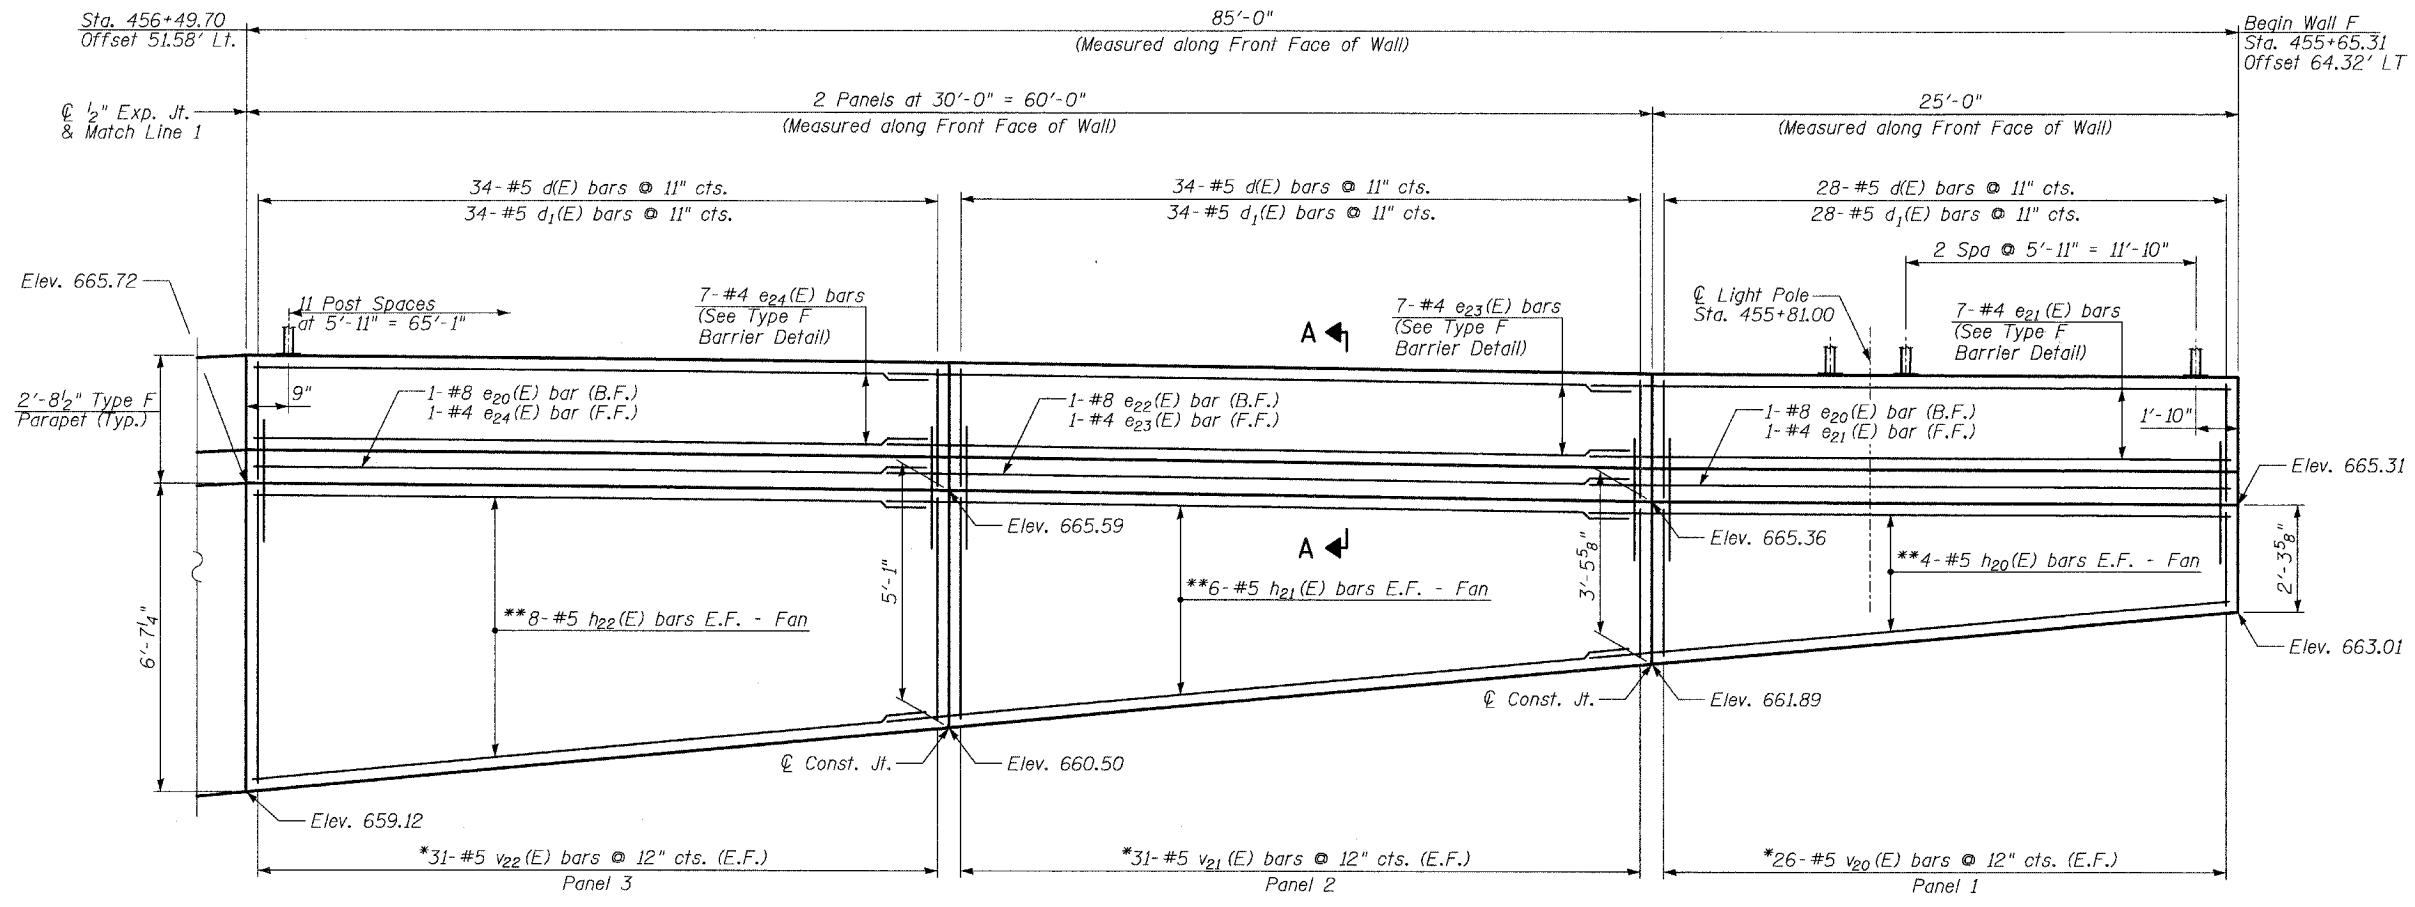 Sta. 456+49.70
Offset 51.58' Lt.
85'-0"
(Measured along Front Face of Wall)
Begin Wall F
Sta. 455+65.31
Offset 64.32' LT
℄ ½" Exp. Jt.
& Match Line 1
2 Panels at 30'-0" = 60'-0"
(Measured along Front Face of Wall)
25'-0"
(Measured along Front Face of Wall)
34-#5 d(E) bars @ 11" cts.
34-#5 d₁(E) bars @ 11" cts.
34-#5 d(E) bars @ 11" cts.
34-#5 d₁(E) bars @ 11" cts.
28-#5 d(E) bars @ 11" cts.
28-#5 d₁(E) bars @ 11" cts.
2 Spa @ 5'-11" = 11'-10"
Elev. 665.72
11 Post Spaces
at 5'-11" = 65'-1"
7-#4 e₂₄(E) bars
(See Type F
Barrier Detail)
A
7-#4 e₂₃(E) bars
(See Type F
Barrier Detail)
℄ Light Pole
Sta. 455+81.00
7-#4 e₂₁(E) bars
(See Type F
Barrier Detail)
2'-8½" Type F
Parapet (Typ.)
9"
1-#8 e₂₀(E) bar (B.F.)
1-#4 e₂₄(E) bar (F.F.)
1-#8 e₂₂(E) bar (B.F.)
1-#4 e₂₃(E) bar (F.F.)
1-#8 e₂₀(E) bar (B.F.)
1-#4 e₂₁(E) bar (F.F.)
1'-10"
Elev. 665.31
Elev. 665.59
A
Elev. 665.36
6'-7¼"
**8-#5 h₂₂(E) bars E.F. - Fan
5'-1"
**6-#5 h₂₁(E) bars E.F. - Fan
3'-5⅝"
**4-#5 h₂₀(E) bars E.F. - Fan
2'-3⅝"
Elev. 663.01
℄ Const. Jt.
Elev. 661.89
℄ Const. Jt.
Elev. 660.50
Elev. 659.12
*31-#5 v₂₂(E) bars @ 12" cts. (E.F.)
Panel 3
*31-#5 v₂₁(E) bars @ 12" cts. (E.F.)
Panel 2
*26-#5 v₂₀(E) bars @ 12" cts. (E.F.)
Panel 1